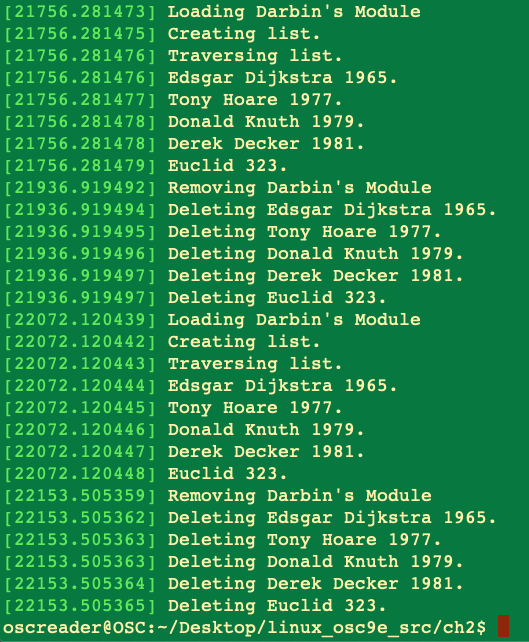 [21756.281473] Loading Darbin's Module
[21756.281475] Creating list.
[21756.281476] Traversing list.
[21756.281476] Edsgar Dijkstra 1965.
[21756.281477] Tony Hoare 1977.
[21756.281478] Donald Knuth 1979.
[21756.281478] Derek Decker 1981.
[21756.281479] Euclid 323.
[21936.919492] Removing Darbin's Module
[21936.919494] Deleting Edsgar Dijkstra 1965.
[21936.919495] Deleting Tony Hoare 1977.
[21936.919496] Deleting Donald Knuth 1979.
[21936.919497] Deleting Derek Decker 1981.
[21936.919497] Deleting Euclid 323.
[22072.120439] Loading Darbin's Module
[22072.120442] Creating list.
[22072.120443] Traversing list.
[22072.120444] Edsgar Dijkstra 1965.
[22072.120445] Tony Hoare 1977.
[22072.120446] Donald Knuth 1979.
[22072.120447] Derek Decker 1981.
[22072.120448] Euclid 323.
[22153.505359] Removing Darbin's Module
[22153.505362] Deleting Edsgar Dijkstra 1965.
[22153.505363] Deleting Tony Hoare 1977.
[22153.505363] Deleting Donald Knuth 1979.
[22153.505364] Deleting Derek Decker 1981.
[22153.505365] Deleting Euclid 323.
oscreader@OSC:~/Desktop/linux_osc9e_src/ch2$